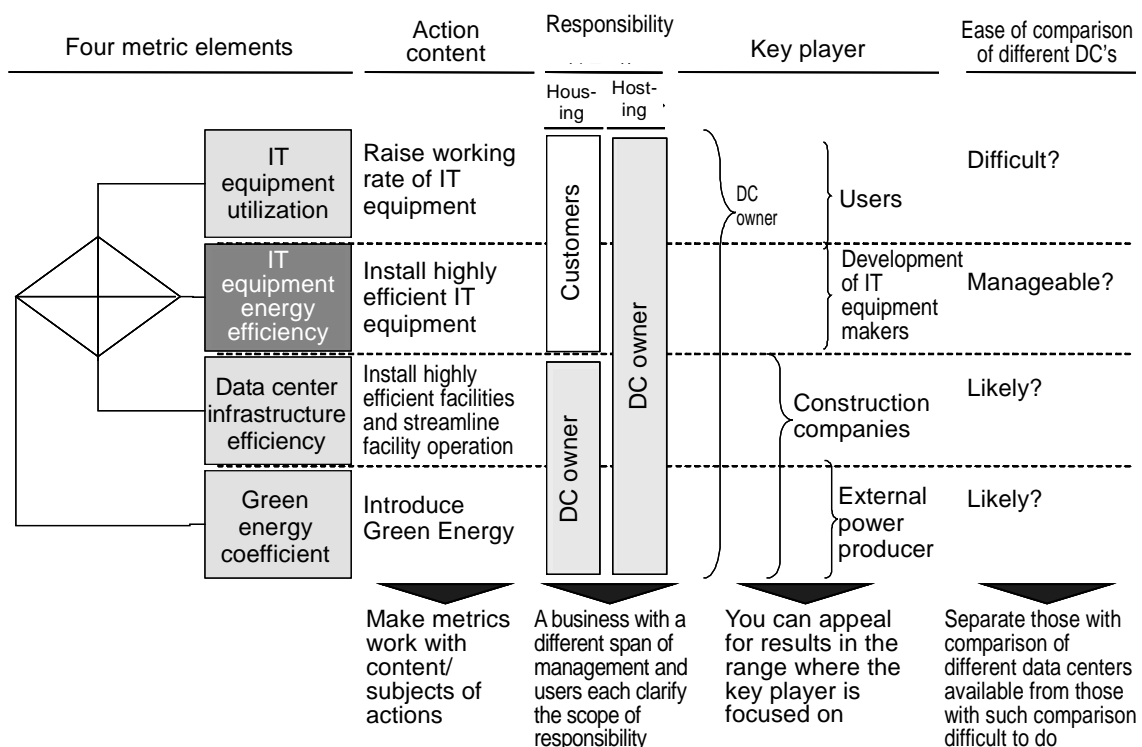 Four metric elements
Action
content
Responsibility
Key player
Ease of comparison
of different DC's
Hous-
ing
Host-
ing
IT
equipment
utilization
Raise working
rate of IT
equipment
Customers
DC owner
DC
owner
Users
Difficult?
IT
equipment
energy
efficiency
Install highly
efficient IT
equipment
Development
of IT
equipment
makers
Manageable?
Data center
infrastructure
efficiency
Install highly
efficient facilities
and streamline
facility operation
DC owner
Construction
companies
Likely?
Green
energy
coefficient
Introduce
Green Energy
External
power
producer
Likely?
Make metrics
work with
content/
subjects of
actions
A business with a
different span of
management and
users each clarify
the scope of
responsibility
You can appeal
for results in the
range where the
key player is
focused on
Separate those with
comparison of
different data centers
available from those
with such comparison
difficult to do